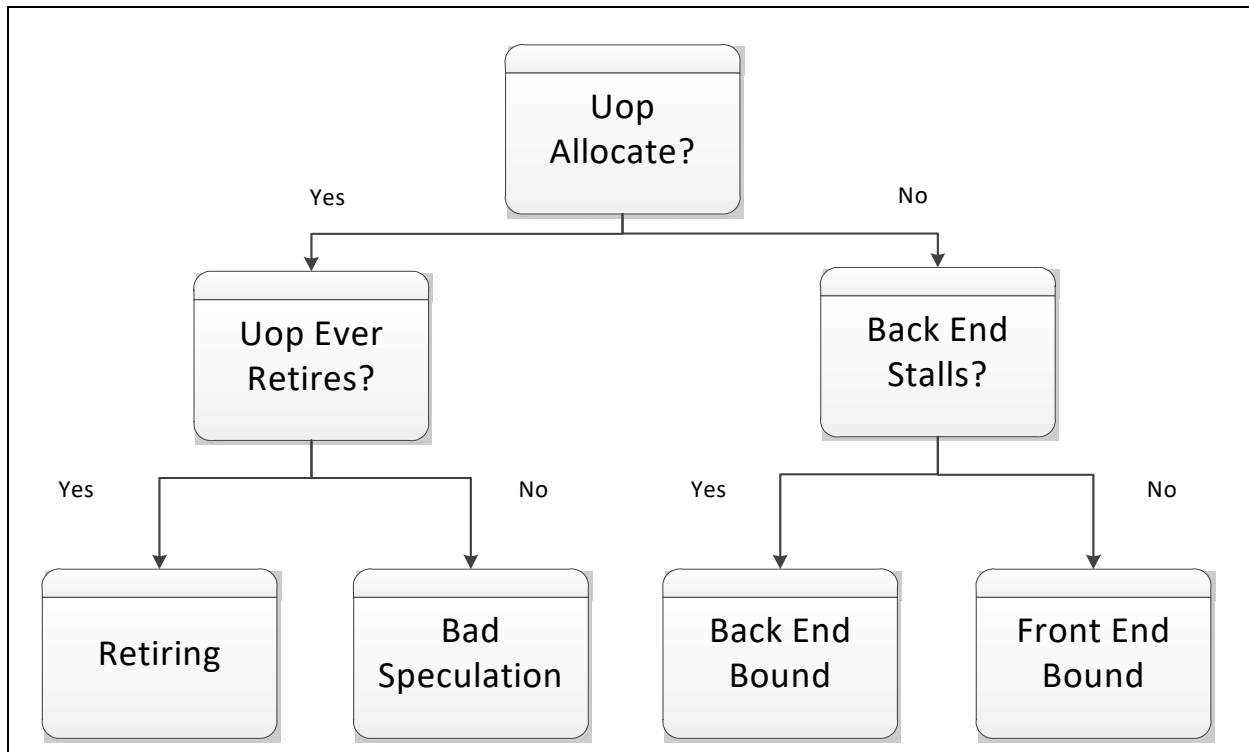 Uop
Allocate?
Yes
No
Uop Ever
Retires?
Back End
Stalls?
Yes
No
Yes
No
Retiring
Bad
Speculation
Back End
Bound
Front End
Bound